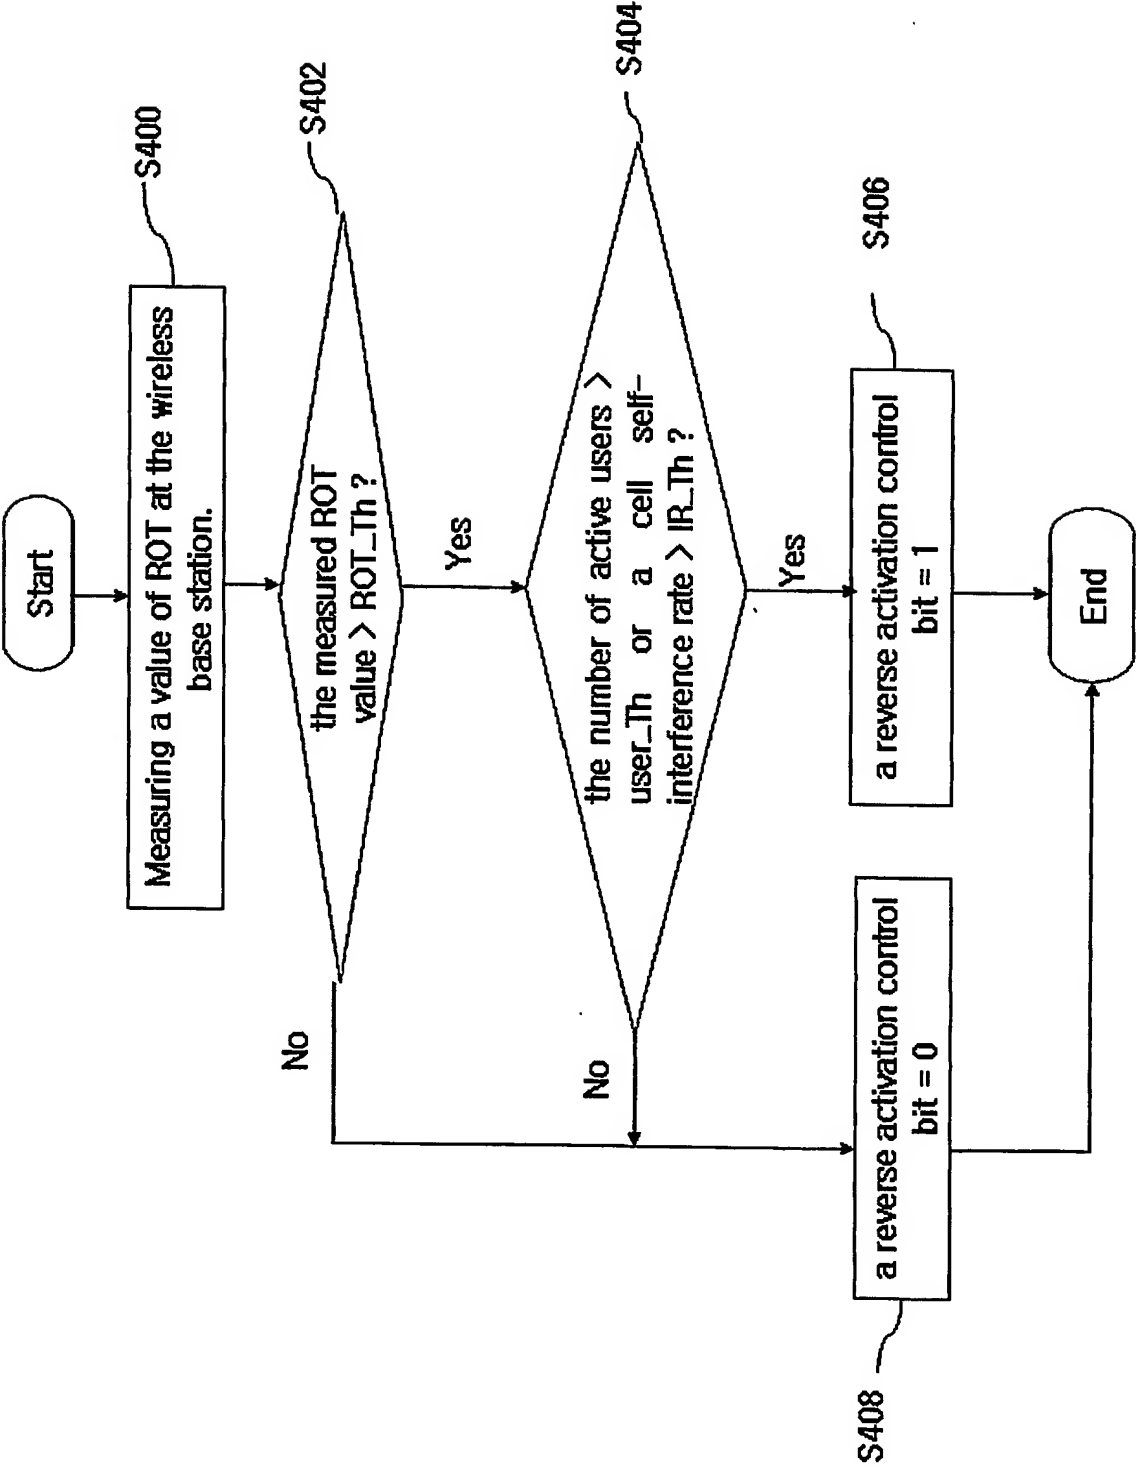 Start
S400
Measuring a value of ROT at the wireless
base station.
S402
the measured ROT
value > ROT_Th ?
No
Yes
S404
the number of active users >
user_Th or a cell self-
interference rate > IR_Th ?
No
Yes
S406
a reverse activation control
bit = 1
S408
a reverse activation control
bit = 0
End